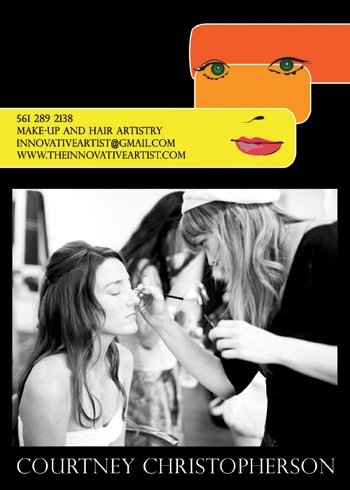 561 289 2138
MAKE-UP AND HAIR ARTISTRY
INNOVATIVEARTIST@GMAIL.COM
WWW.THEINNOVATIVEARTIST.COM
COURTNEY CHRISTOPHERSON